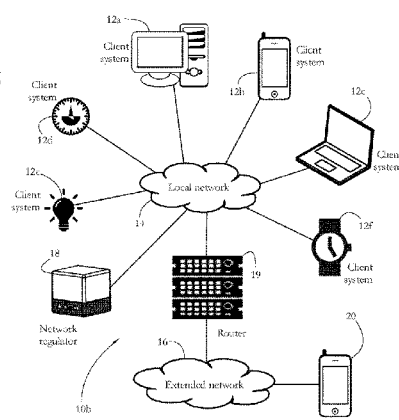 12a
Client
system
Client
system
12b
12c
Client
system
12d
Client
system
12e
Client
system
Local network
14
12f
Client
system
18
Network
regulator
19
Router
16
20
Extended network
10b